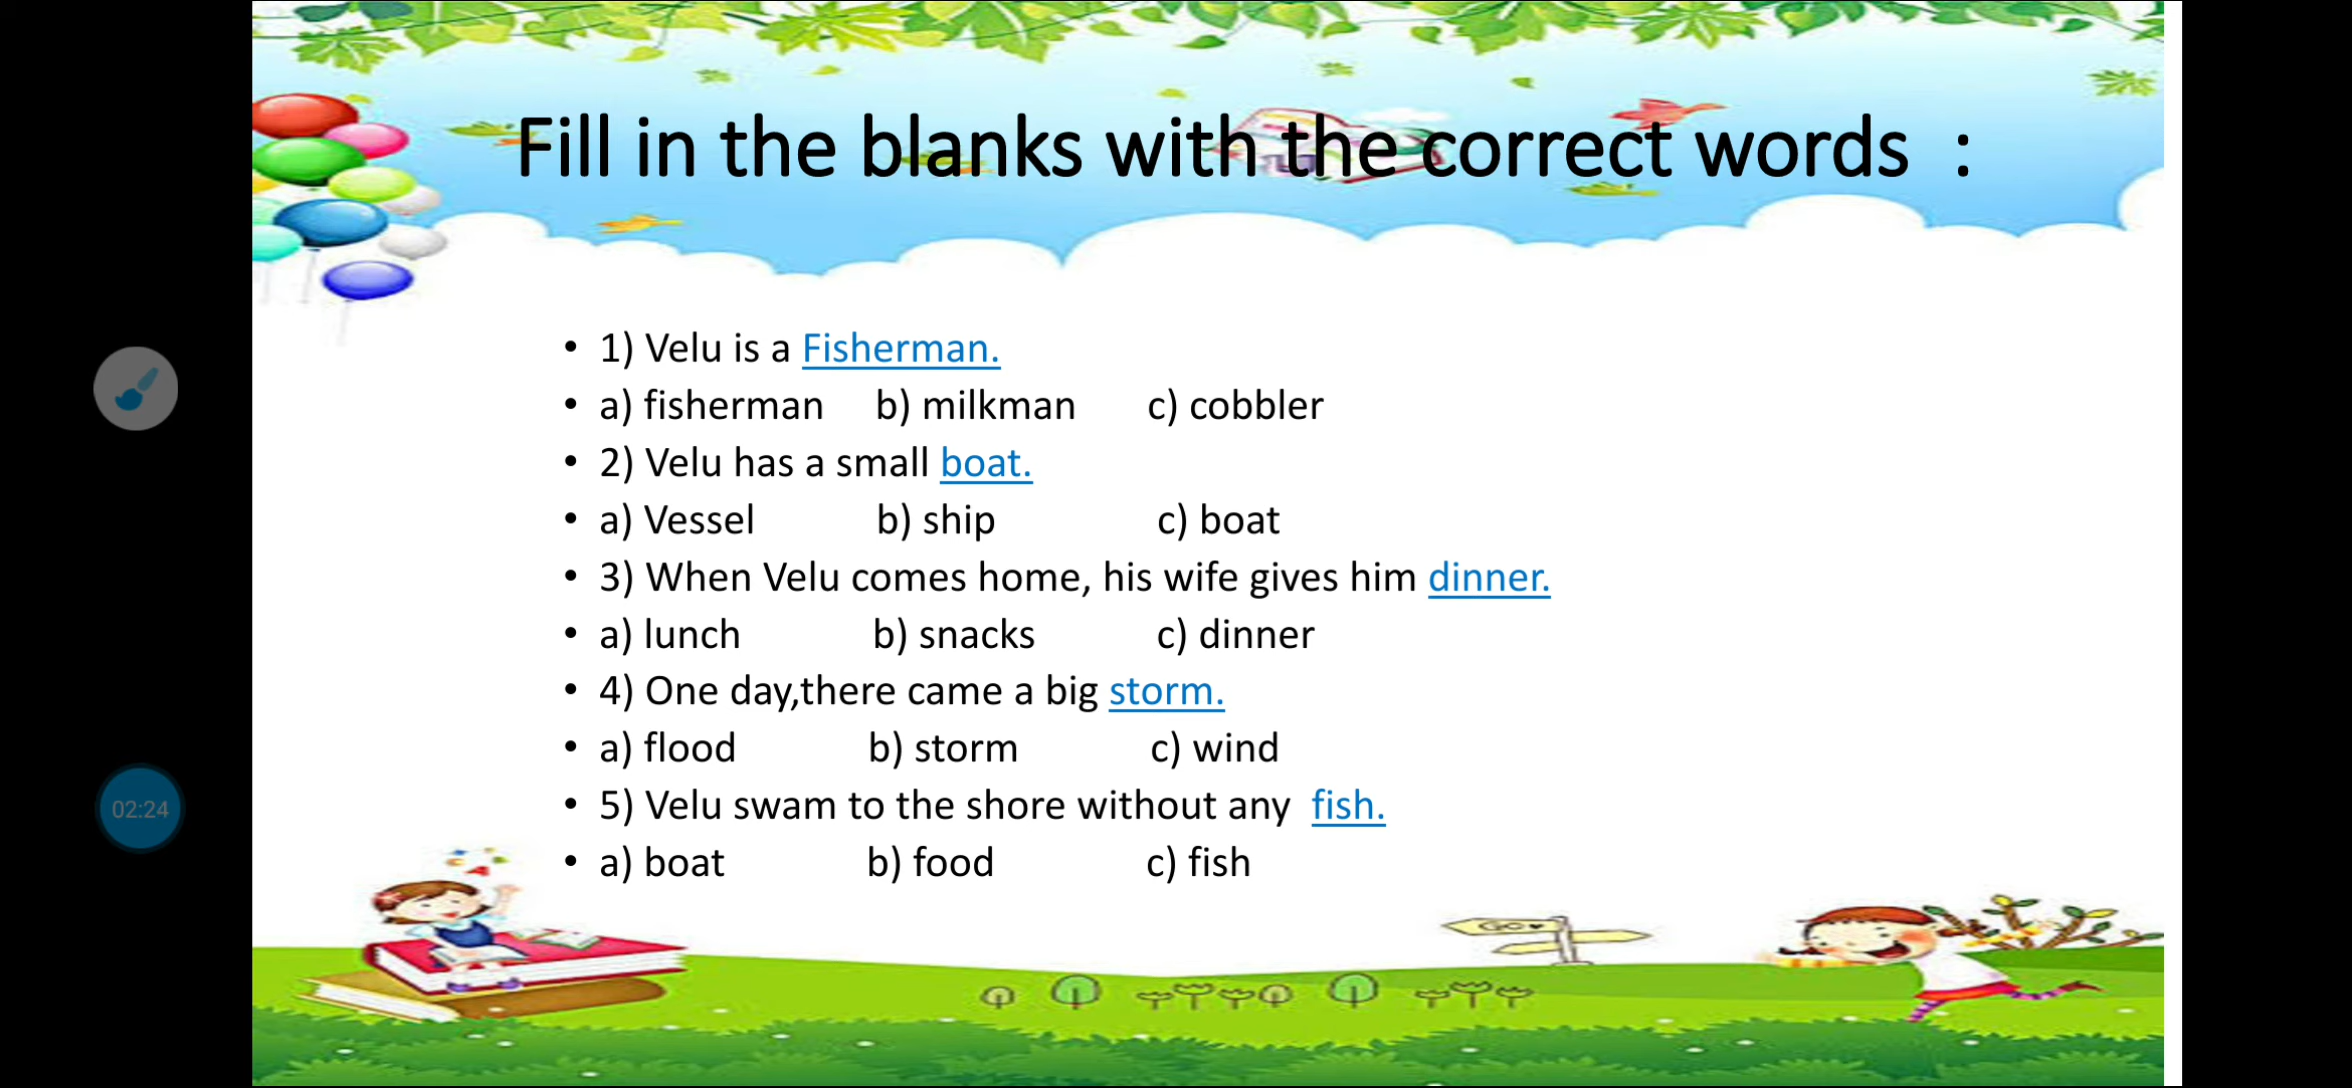 Fill in the blanks with the correct words :
• 1) Velu is a Fisherman.
• a) fisherman b) milkman c) cobbler
• 2) Velu has a small boat.
• a) Vessel b) ship c) boat
• 3) When Velu comes home, his wife gives him dinner.
• a) lunch b) snacks c) dinner
• 4) One day,there came a big storm.
• a) flood b) storm c) wind
02:24
• 5) Velu swam to the shore without any fish.
• a) boat b) food c) fish
GO